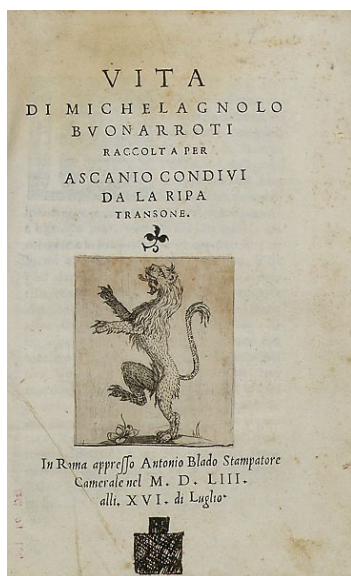 VITA
DI MICHELAGNOLO
BVONARROTI
RACCOLTA PER
ASCANIO CONDIVI
DA LA RIPA
TRANSONE.
In Roma appreſſo Antonio Blado Stampatore
Camerale nel M. D. LIII.
alli. XVI. di Luglio.